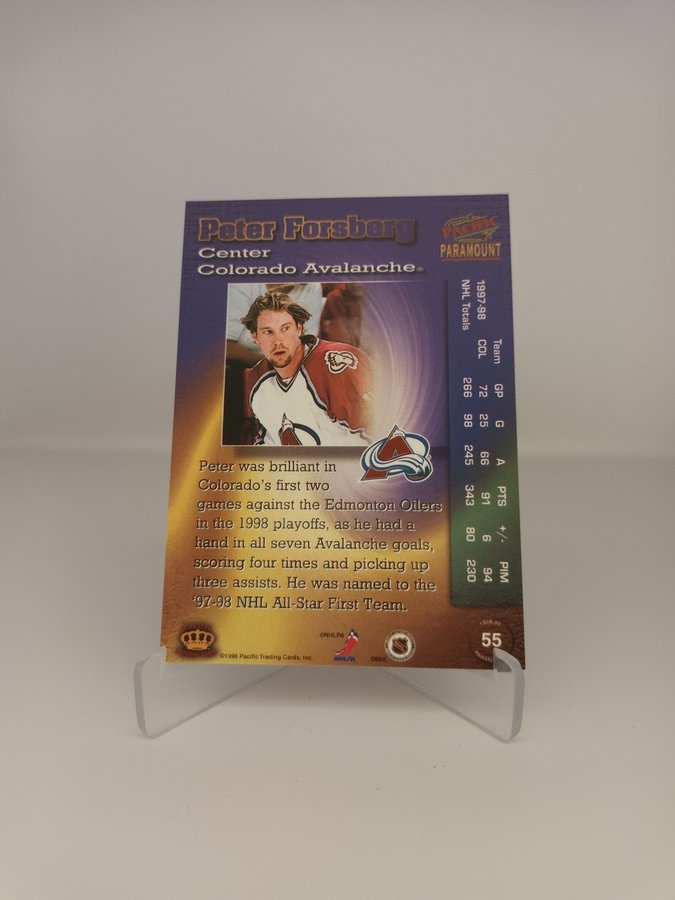 Peter Forsberg
Center
Colorado Avalanche®
PACIFIC
PARAMOUNT
Team GP G A PTS +/- PIM
1997-98 COL 72 25 66 91 6 94
NHL Totals 266 98 245 343 80 230
Peter was brilliant in
Colorado's first two
games against the Edmonton Oilers
in the 1998 playoffs, as he had a
hand in all seven Avalanche goals,
scoring four times and picking up
three assists. He was named to the
'97-98 NHL All-Star First Team.
©1998 Pacific Trading Cards, Inc.
©NHLPA
NHLPA
©NHL
55